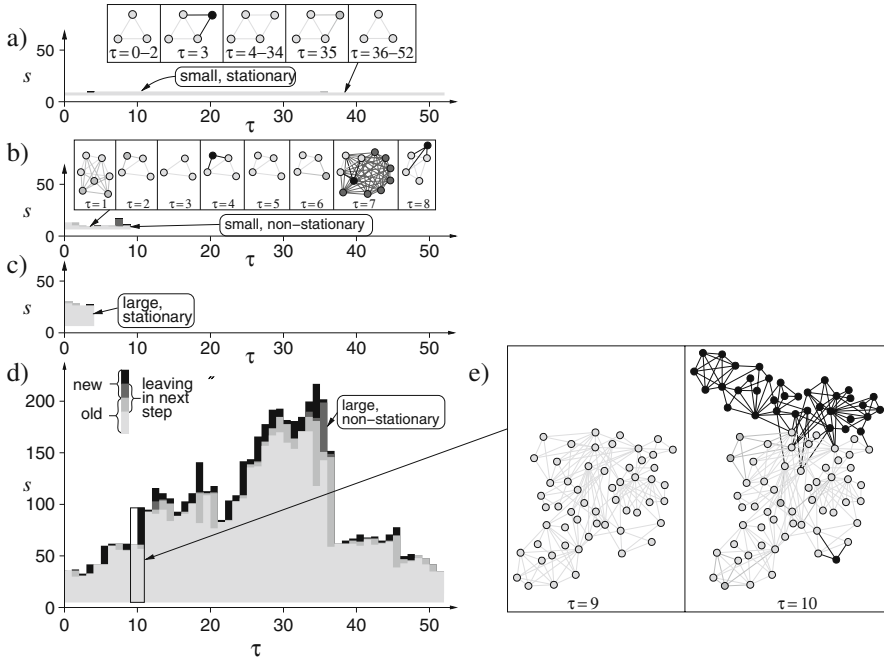 a)
50
s
0
τ=0−2
τ=3
τ=4−34
τ=35
τ=36−52
small, stationary
0 10 20 30 40 50
τ
b)
50
s
0
τ=1
τ=2
τ=3
τ=4
τ=5
τ=6
τ=7
τ=8
small, non−stationary
0 10 20 30 40 50
τ
c)
50
s
0
large,
stationary
0 10 20 30 40 50
τ
d)
200
150
100
50
0
s
new
old
leaving
in next
step
″
large,
non−stationary
0 10 20 30 40 50
τ
e)
τ=9
τ=10